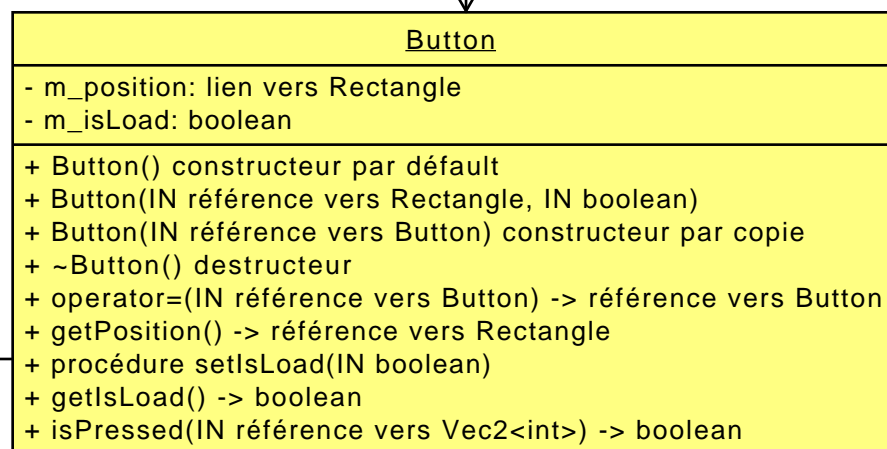 Button
- m_position: lien vers Rectangle
- m_isLoad: boolean
+ Button() constructeur par défault
+ Button(IN référence vers Rectangle, IN boolean)
+ Button(IN référence vers Button) constructeur par copie
+ ~Button() destructeur
+ operator=(IN référence vers Button) -> référence vers Button
+ getPosition() -> référence vers Rectangle
+ procédure setIsLoad(IN boolean)
+ getIsLoad() -> boolean
+ isPressed(IN référence vers Vec2<int>) -> boolean